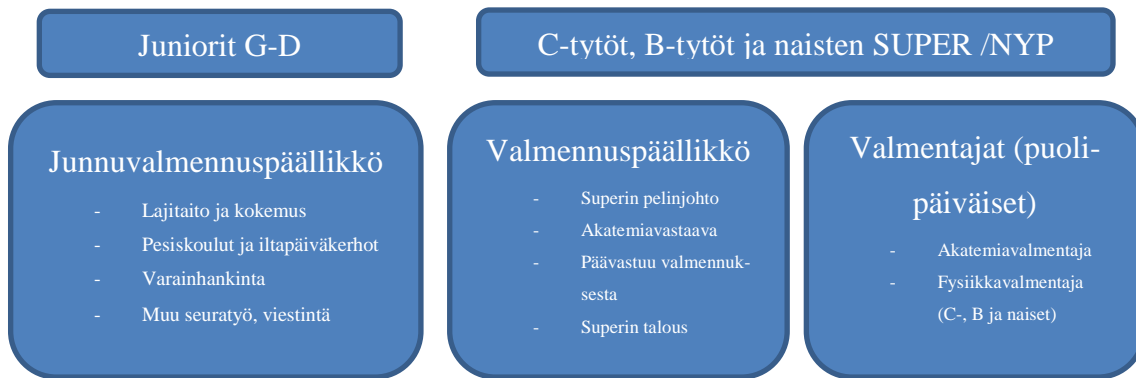 Juniorit G-D
C-tytöt, B-tytöt ja naisten SUPER /NYP
Junnuvalmennuspäällikkö
- Lajitaito ja kokemus
- Pesiskoulut ja iltapäiväkerhot
- Varainhankinta
- Muu seuratyö, viestintä
Valmennuspäällikkö
- Superin pelinjohto
- Akatemiavastaava
- Päävastuu valmennuk-
sesta
- Superin talous
Valmentajat (puoli-
päiväiset)
- Akatemiavalmentaja
- Fysiikkavalmentaja
(C-, B ja naiset)